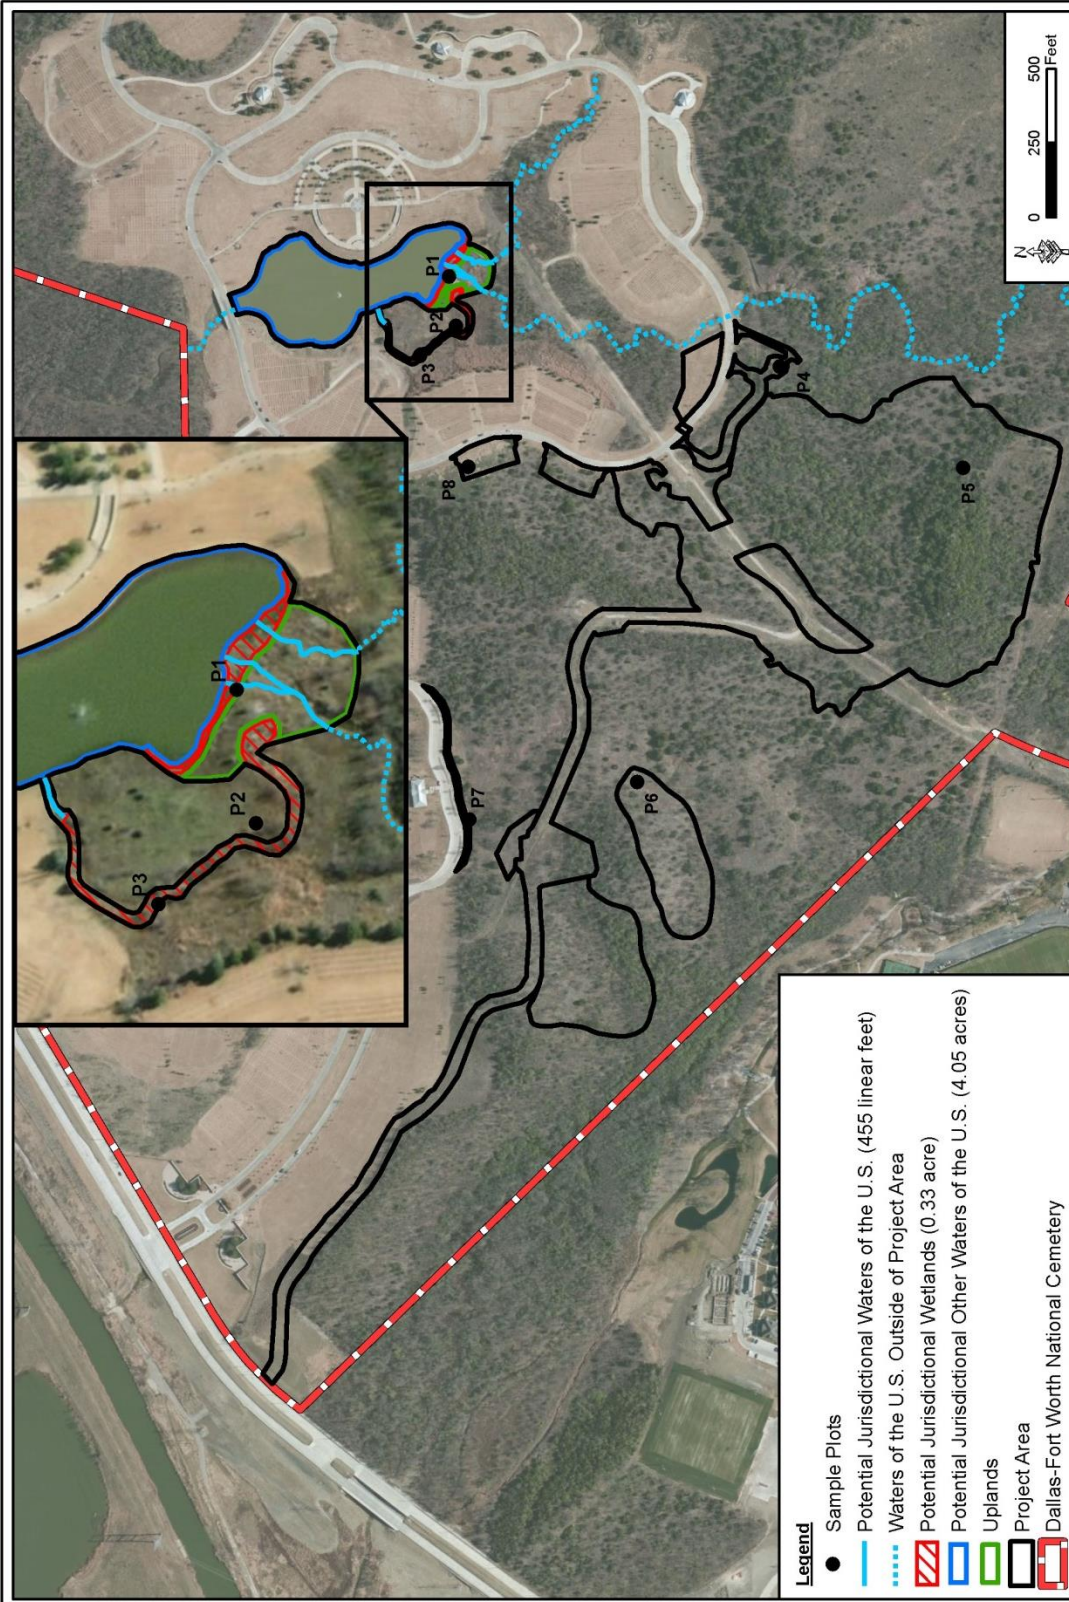 P1
P2
P3
P1
P2
P3
P4
P5
P6
P7
P8
N
0 250 500
Feet
Legend
Sample Plots
Potential Jurisdictional Waters of the U.S. (455 linear feet)
Waters of the U.S. Outside of Project Area
Potential Jurisdictional Wetlands (0.33 acre)
Potential Jurisdictional Other Waters of the U.S. (4.05 acres)
Uplands
Project Area
Dallas-Fort Worth National Cemetery